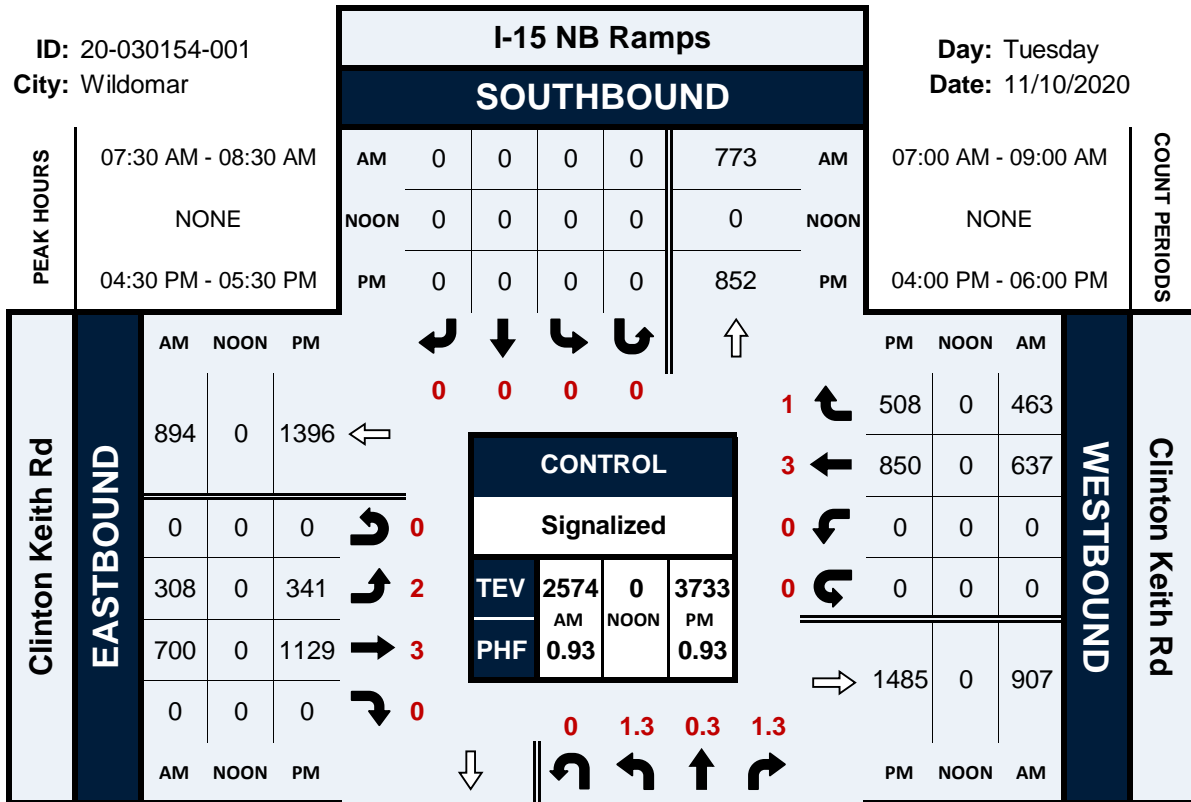 ID: 20-030154-001
City: Wildomar
I-15 NB Ramps
SOUTHBOUND
Day: Tuesday
Date: 11/10/2020
PEAK HOURS
07:30 AM - 08:30 AM
NONE
04:30 PM - 05:30 PM
AM 0 0 0 0 773 AM
NOON 0 0 0 0 0 NOON
PM 0 0 0 0 852 PM
07:00 AM - 09:00 AM
NONE
04:00 PM - 06:00 PM
COUNT PERIODS
0 0 0 0
Clinton Keith Rd
EASTBOUND
AM NOON PM
894 0 1396
0 0 0 0
308 0 341 2
700 0 1129 3
0 0 0 0
AM NOON PM
CONTROL
Signalized
TEV 2574 0 3733
AM NOON PM
PHF 0.93 0.93
PM NOON AM
1 508 0 463
3 850 0 637
0 0 0 0
0 0 0 0
1485 0 907
PM NOON AM
WESTBOUND
Clinton Keith Rd
0 1.3 0.3 1.3